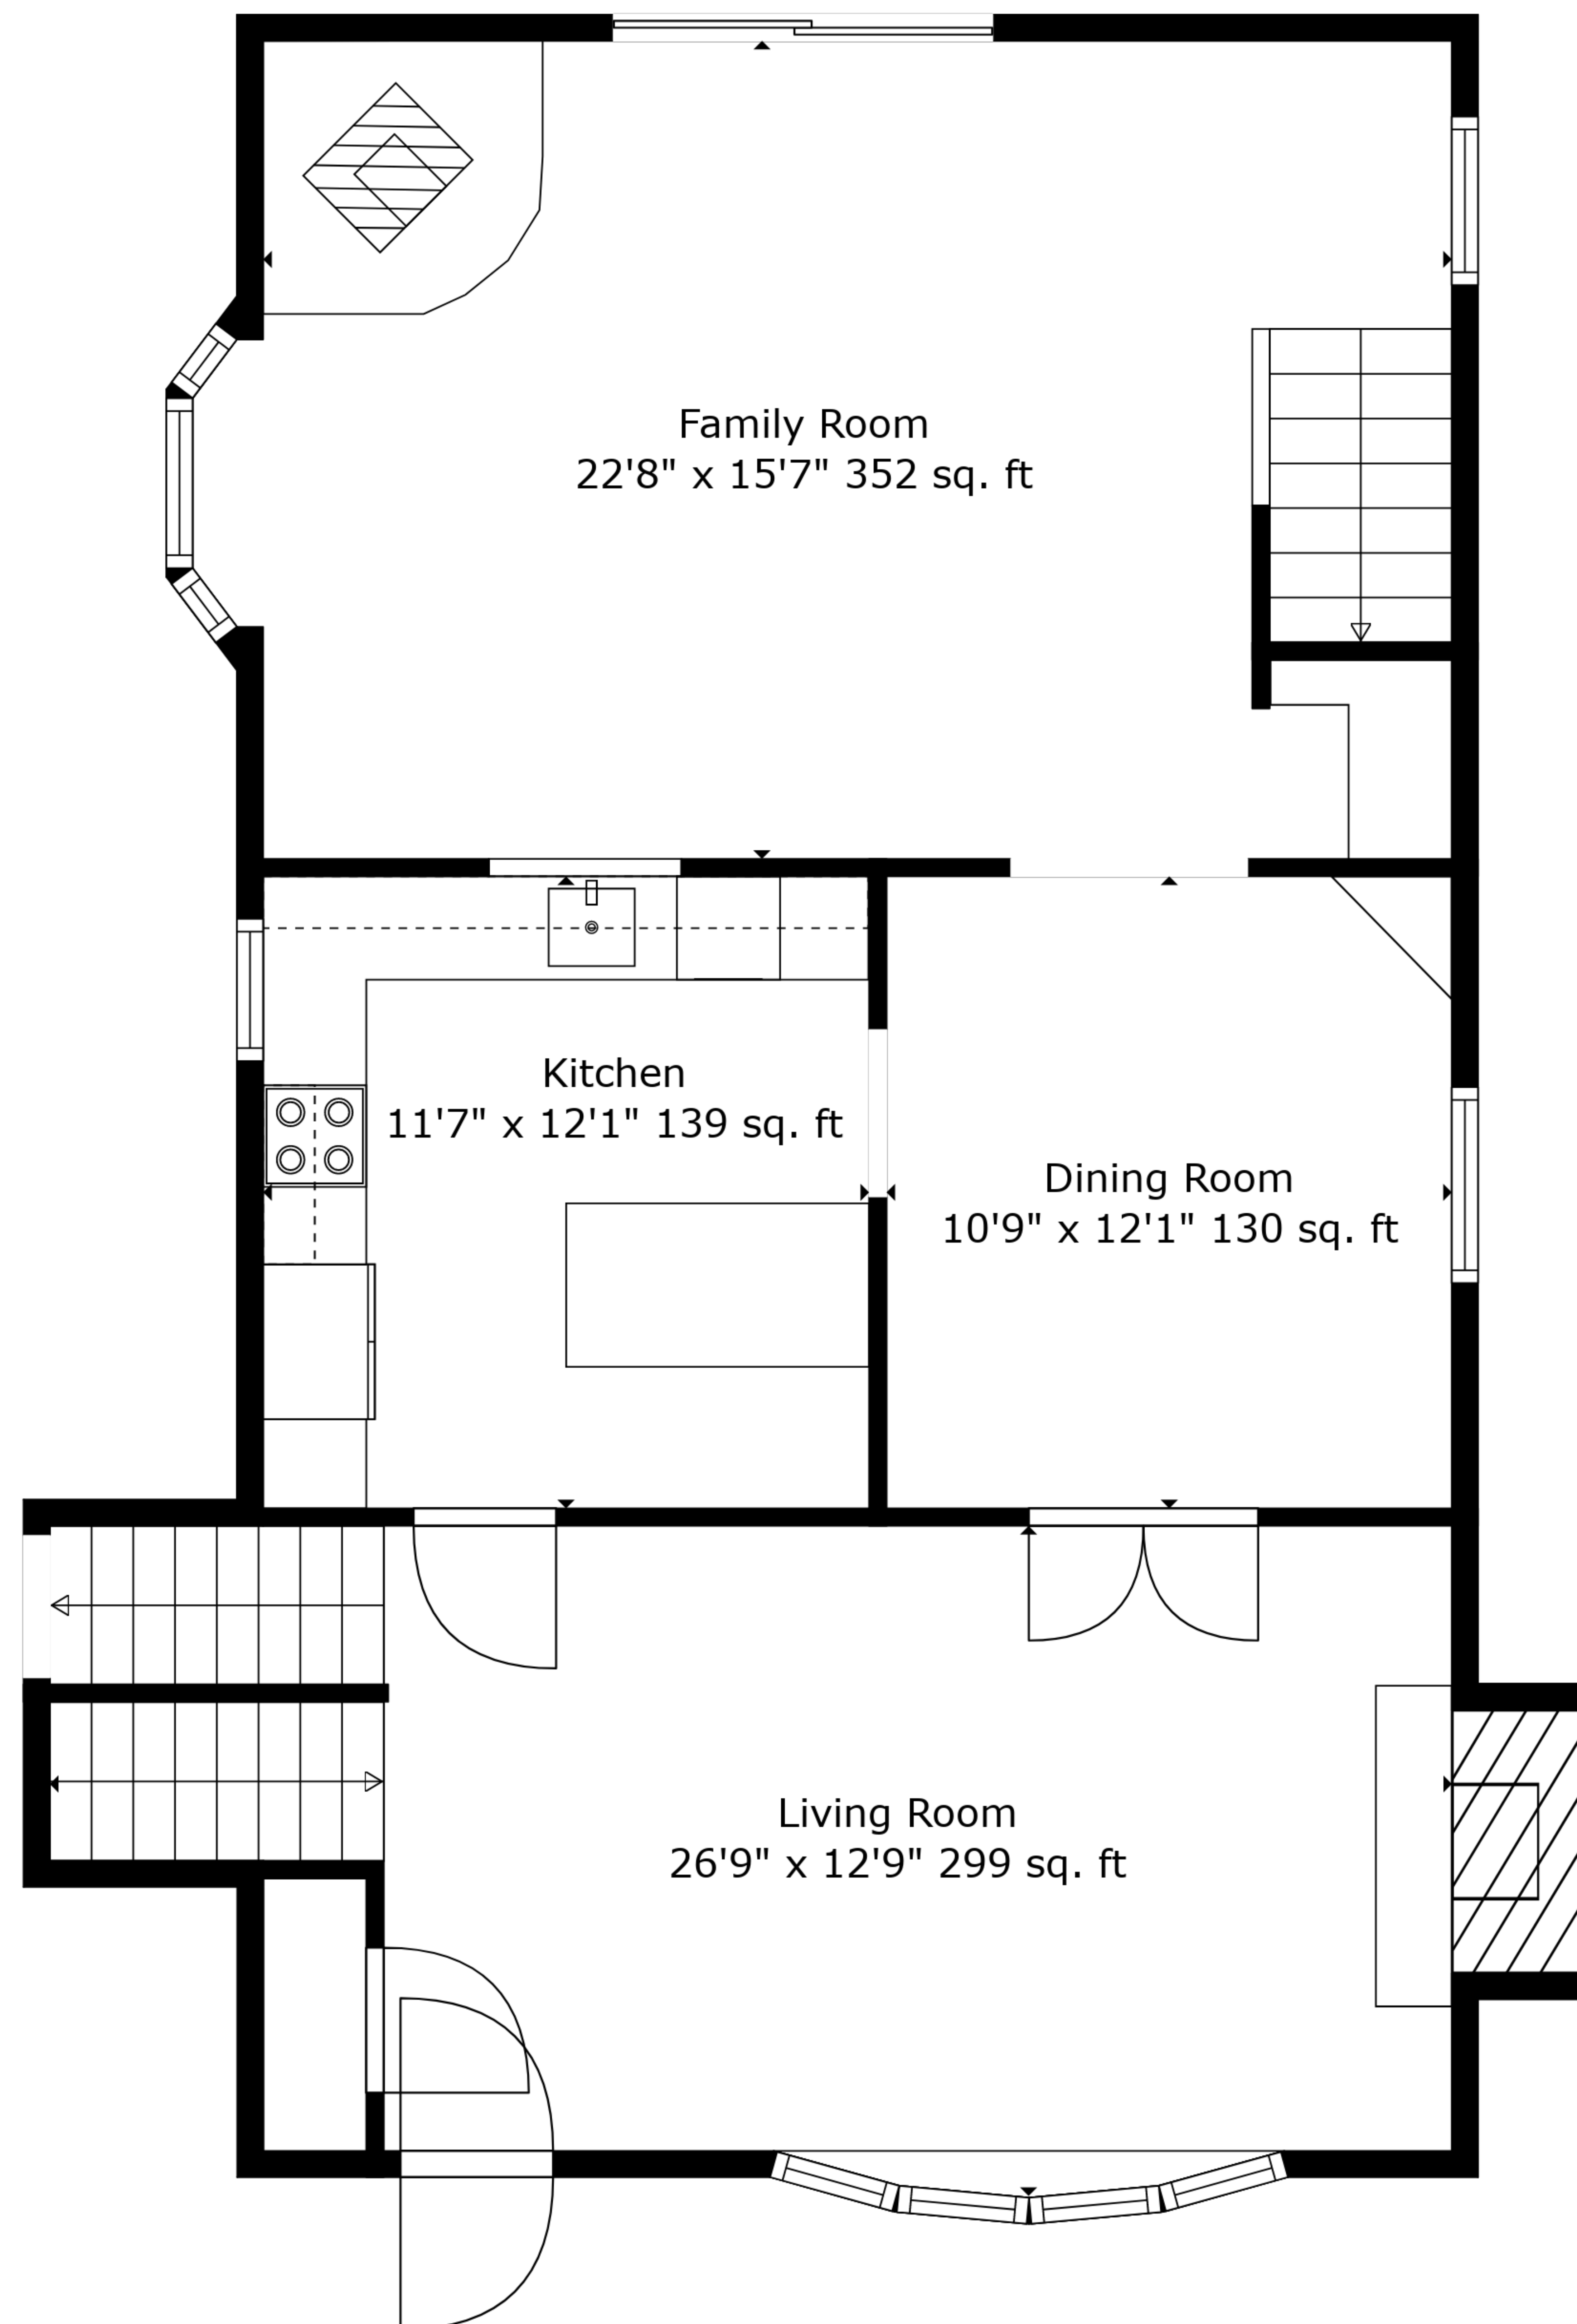 Family Room
22'8" x 15'7" 352 sq. ft
Kitchen
11'7" x 12'1" 139 sq. ft
Dining Room
10'9" x 12'1" 130 sq. ft
Living Room
26'9" x 12'9" 299 sq. ft